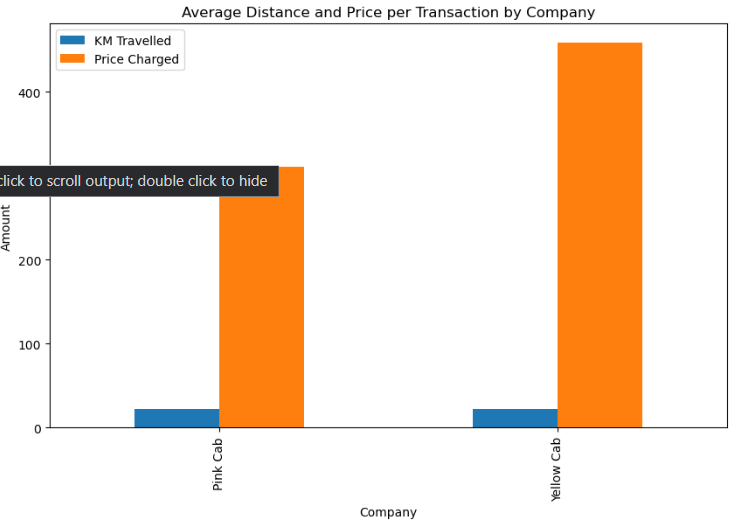 Average Distance and Price per Transaction by Company
KM Travelled
Price Charged
400
click to scroll output; double click to hide
Amount
200
100
0
Pink Cab
Yellow Cab
Company